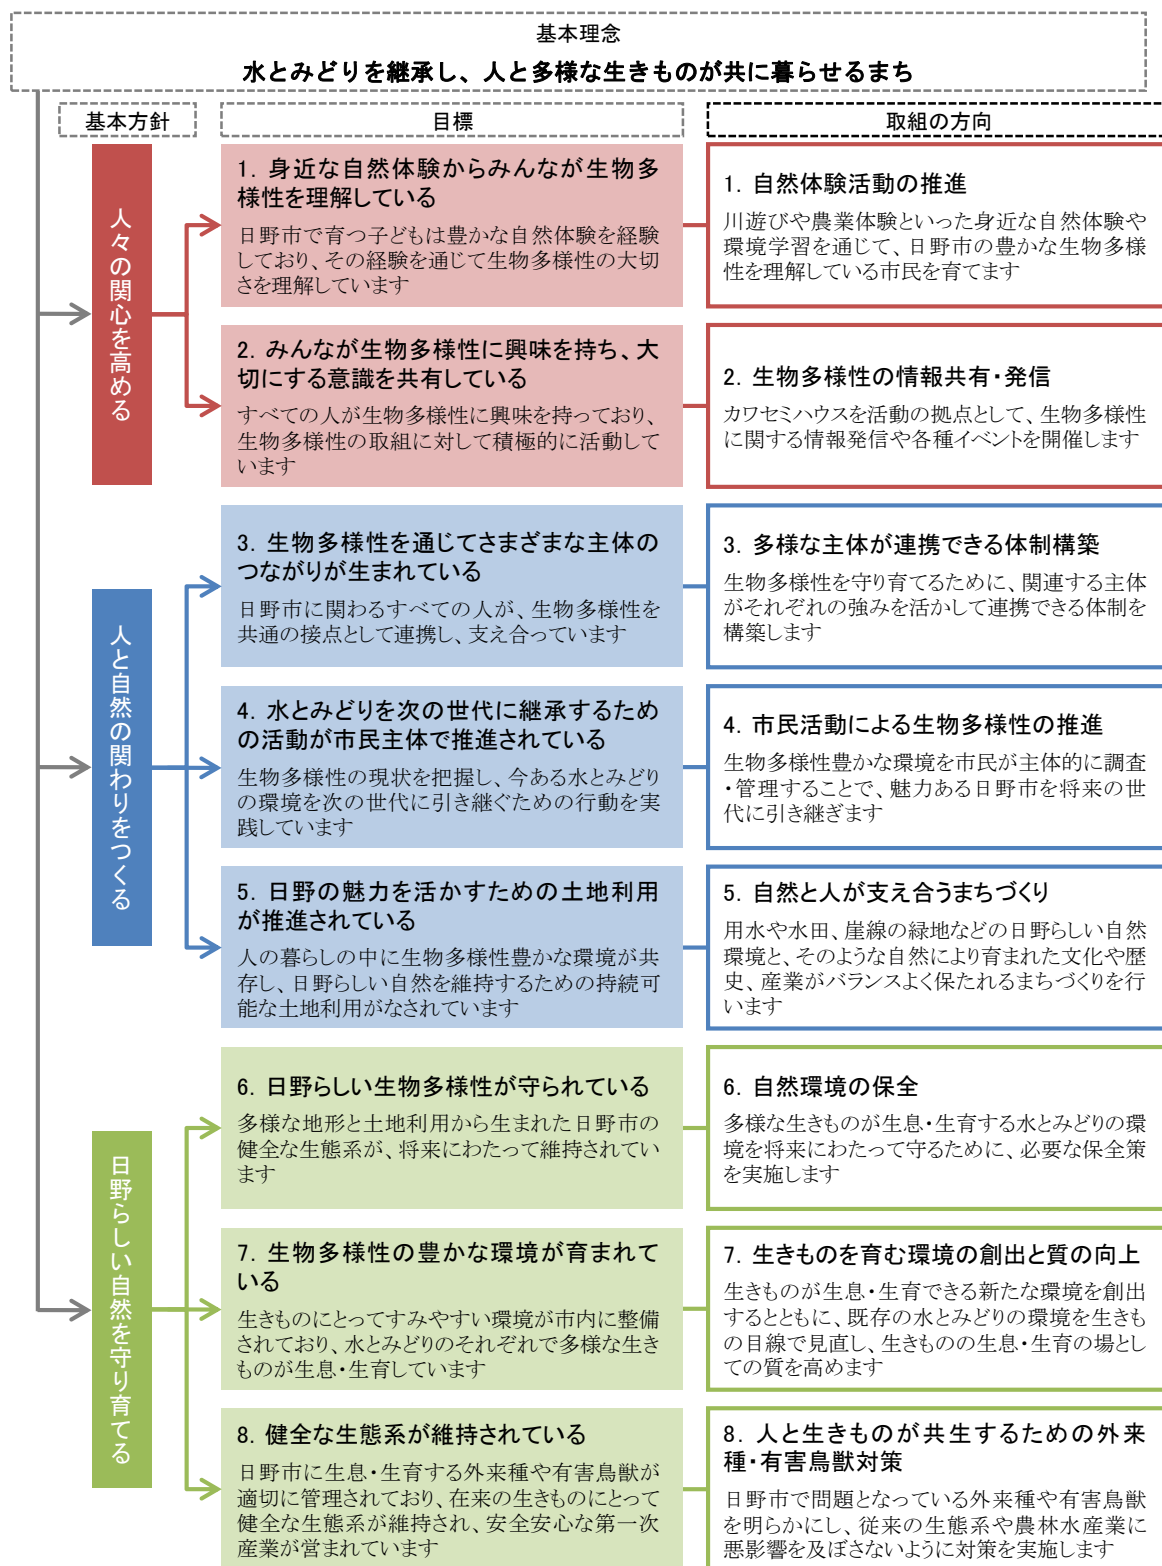 基本理念
水とみどりを継承し、人と多様な生きものが共に暮らせるまち
基本方針
目標
取組の方向
人々の関心を高める
1. 身近な自然体験からみんなが生物多
様性を理解している
日野市で育つ子どもは豊かな自然体験を経験
しており、その経験を通じて生物多様性の大切
さを理解しています
1. 自然体験活動の推進
川遊びや農業体験といった身近な自然体験や
環境学習を通じて、日野市の豊かな生物多様
性を理解している市民を育てます
2. みんなが生物多様性に興味を持ち、大
切にする意識を共有している
すべての人が生物多様性に興味を持っており、
生物多様性の取組に対して積極的に活動して
います
2. 生物多様性の情報共有・発信
カワセミハウスを活動の拠点として、生物多様性
に関する情報発信や各種イベントを開催します
人と自然の関わりをつくる
3. 生物多様性を通じてさまざまな主体の
つながりが生まれている
日野市に関わるすべての人が、生物多様性を
共通の接点として連携し、支え合っています
3. 多様な主体が連携できる体制構築
生物多様性を守り育てるために、関連する主体
がそれぞれの強みを活かして連携できる体制を
構築します
4. 水とみどりを次の世代に継承するため
の活動が市民主体で推進されている
生物多様性の現状を把握し、今ある水とみどり
の環境を次の世代に引き継ぐための行動を実
践しています
4. 市民活動による生物多様性の推進
生物多様性豊かな環境を市民が主体的に調査
・管理することで、魅力ある日野市を将来の世
代に引き継ぎます
5. 日野の魅力を活かすための土地利用
が推進されている
人の暮らしの中に生物多様性豊かな環境が共
存し、日野らしい自然を維持するための持続可
能な土地利用がなされています
5. 自然と人が支え合うまちづくり
用水や水田、崖線の緑地などの日野らしい自然
環境と、そのような自然により育まれた文化や歴
史、産業がバランスよく保たれるまちづくりを行
います
日野らしい自然を守り育てる
6. 日野らしい生物多様性が守られている
多様な地形と土地利用から生まれた日野市の
健全な生態系が、将来にわたって維持されてい
ます
6. 自然環境の保全
多様な生きものが生息・生育する水とみどりの環
境を将来にわたって守るために、必要な保全策
を実施します
7. 生物多様性の豊かな環境が育まれて
いる
生きものにとってすみやすい環境が市内に整備
されており、水とみどりのそれぞれで多様な生き
ものが生息・生育しています
7. 生きものを育む環境の創出と質の向上
生きものが生息・生育できる新たな環境を創出
するとともに、既存の水とみどりの環境を生きも
の目線で見直し、生きものの生息・生育の場とし
ての質を高めます
8. 健全な生態系が維持されている
日野市に生息・生育する外来種や有害鳥獣が
適切に管理されており、在来の生きものにとって
健全な生態系が維持され、安全安心な第一次
産業が営まれています
8. 人と生きものが共生するための外来
種・有害鳥獣対策
日野市で問題となっている外来種や有害鳥獣
を明らかにし、従来の生態系や農林水産業に
悪影響を及ぼさないように対策を実施します